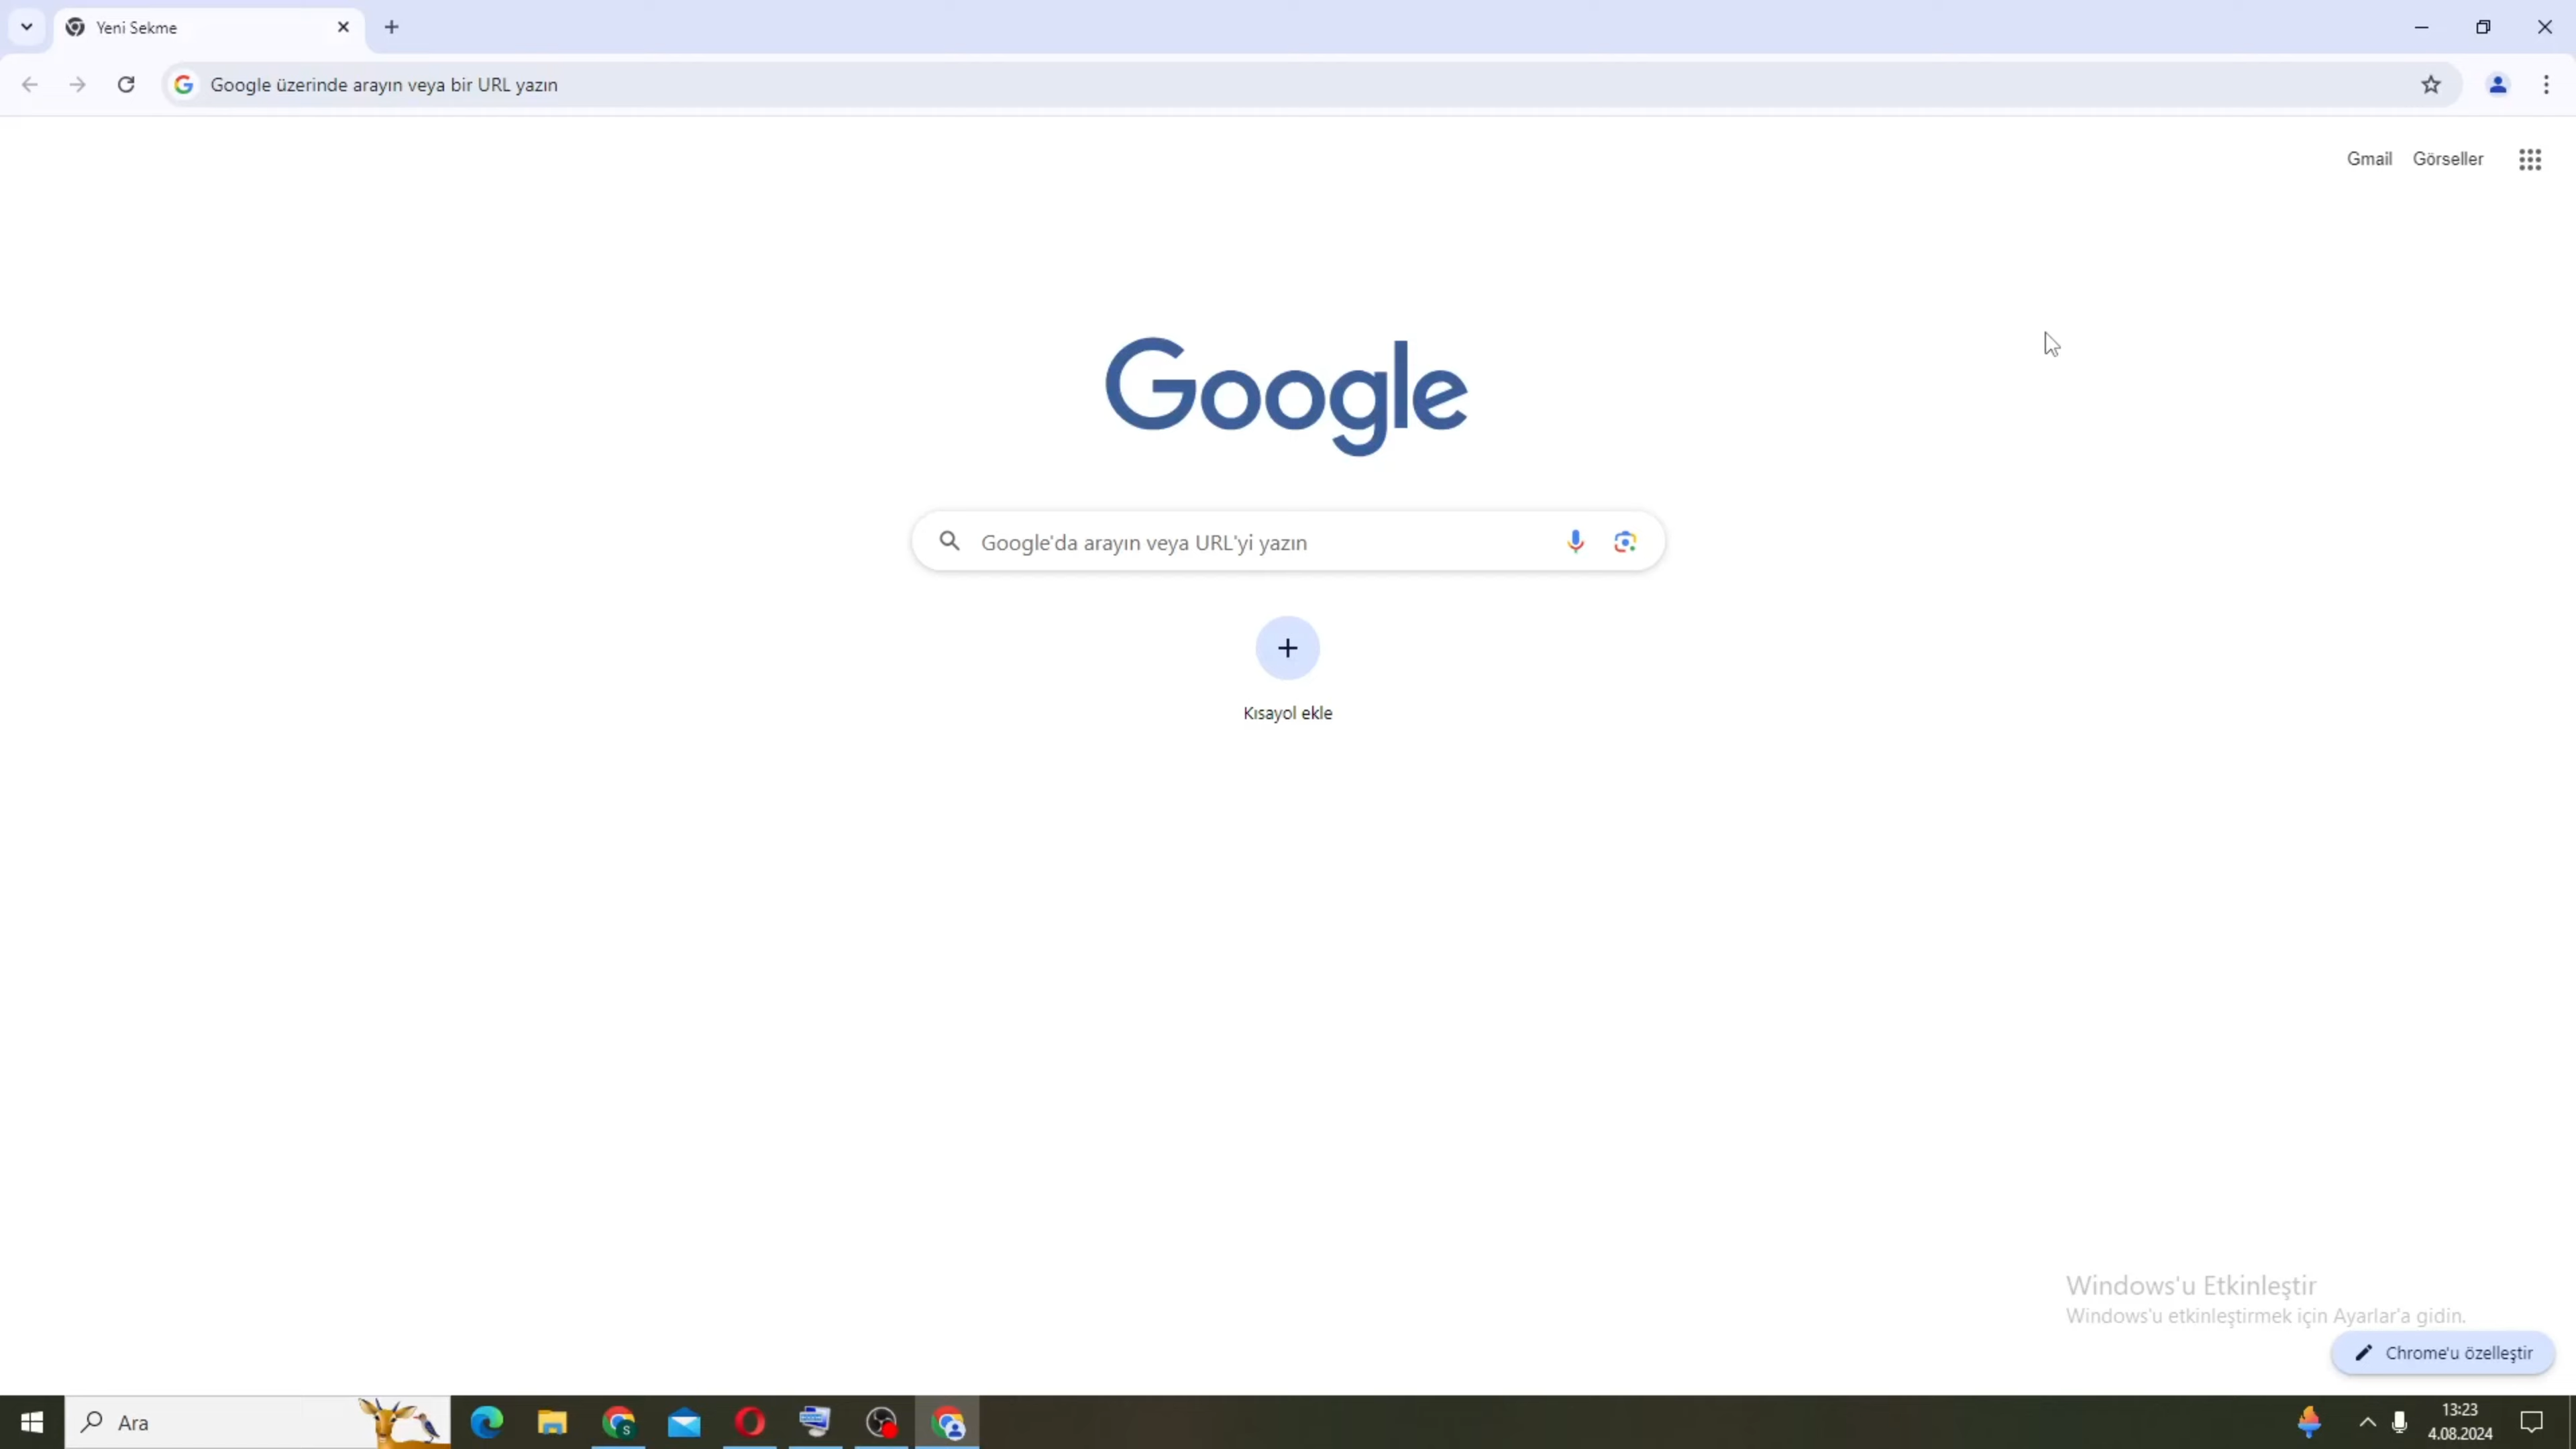 Yeni Sekme
Google üzerinde arayın veya bir URL yazın
Gmail Görseller
Google
Google'da arayın veya URL'yi yazın
Kısayol ekle
Windows'u Etkinleştir
Windows'u etkinleştirmek için Ayarlar'a gidin.
Chrome'u özelleştir
Ara
13:23
4.08.2024